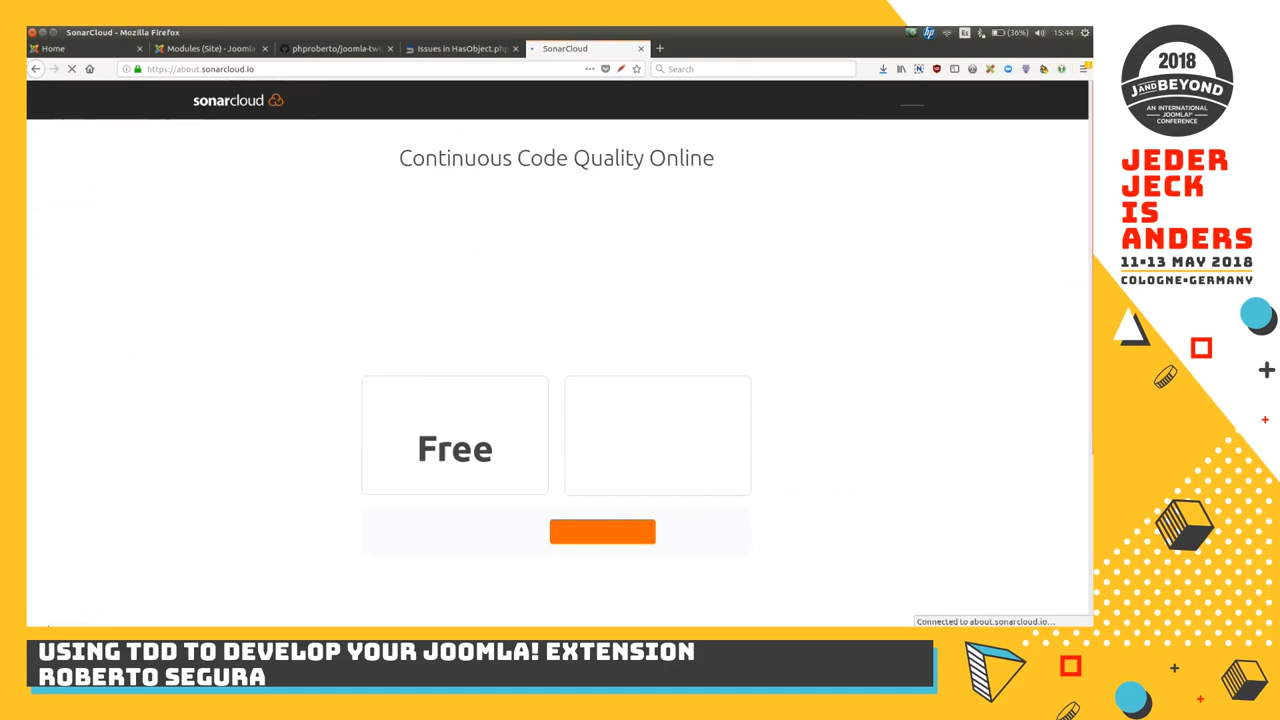 SonarCloud - Mozilla Firefox
(36%) 15:44
Home
Modules (Site) - Joomla
phproberto/joomla-twig
Issues in HasObject.php
SonarCloud
https://about.sonarcloud.io
Search
sonarcloud
Continuous Code Quality Online
Free
Connected to about.sonarcloud.io...
2018
J AND BEYOND
AN INTERNATIONAL
JOOMLA!
CONFERENCE
JEDER
JECK
IS
ANDERS
11-13 MAY 2018
COLOGNE•GERMANY
USING TDD TO DEVELOP YOUR JOOMLA! EXTENSION
ROBERTO SEGURA